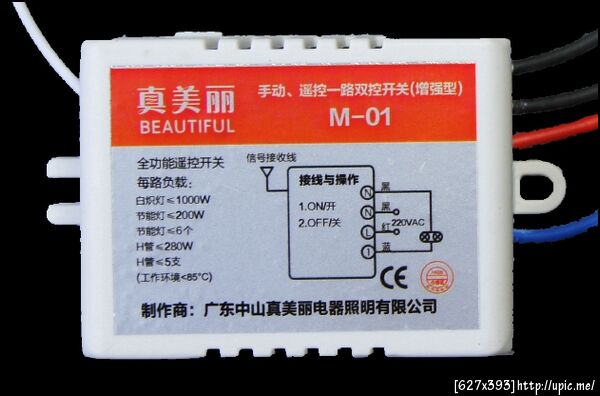 真美丽
BEAUTIFUL
手动、遥控一路双控开关(增强型)
M-01
全功能遥控开关
每路负载:
白炽灯≤1000W
节能灯≤200W
节能灯≤6个
H管≤280W
H管≤5支
(工作环境<85°C)
信号接收线
接线与操作
1.ON/开
2.OFF/关
N 黑
N 黑
L 红
220VAC
1 蓝
CE
制作商:广东中山真美丽电器照明有限公司
[627x393]http://upic.me/